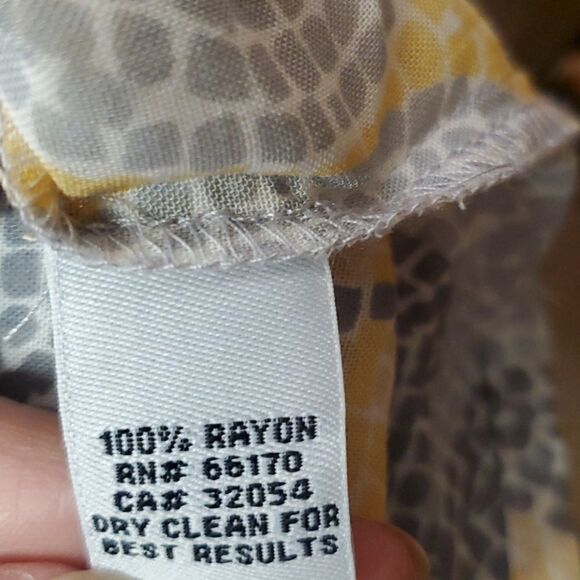 100% RAYON
RN# 66170
CA# 32054
DRY CLEAN FOR
BEST RESULTS